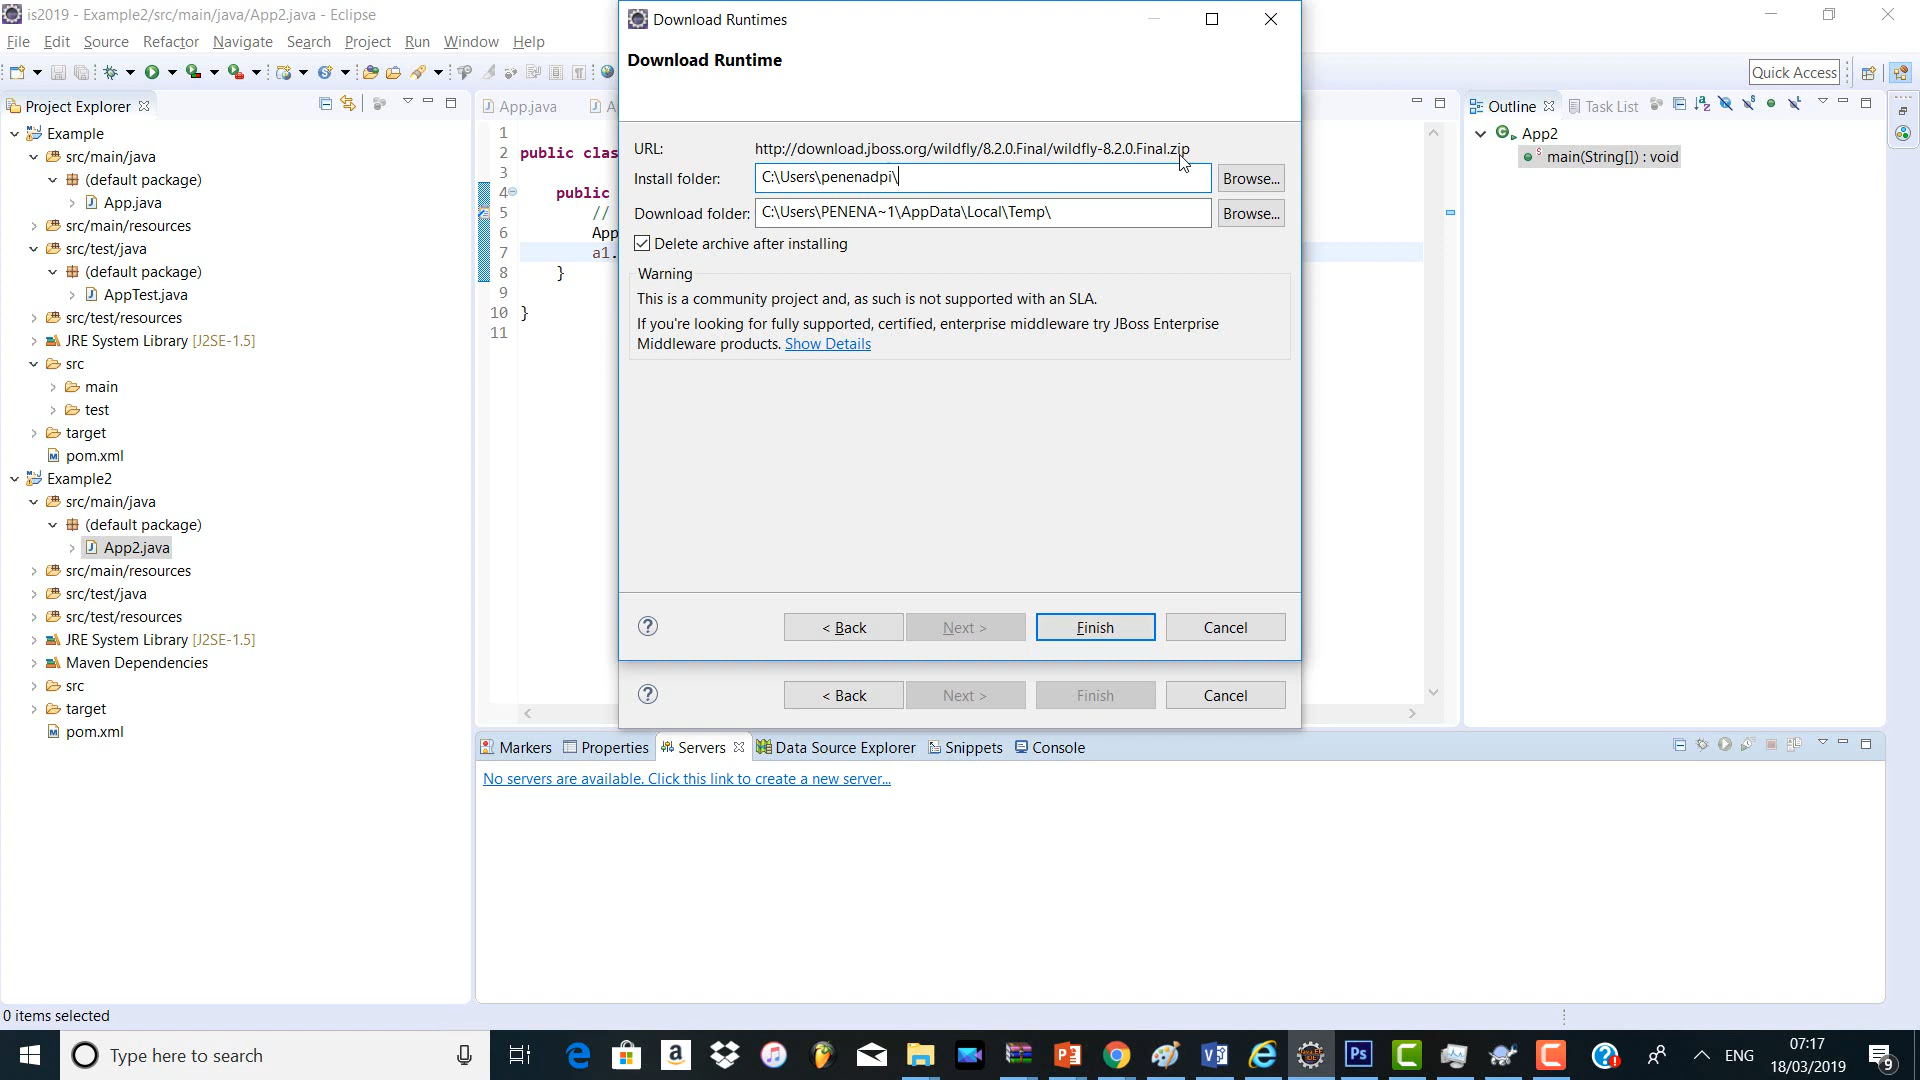 is2019 - Example2/src/main/java/App2.java - Eclipse
File Edit Source Refactor Navigate Search Project Run Window Help
Quick Access
Project Explorer
Example
src/main/java
(default package)
App.java
src/main/resources
src/test/java
(default package)
AppTest.java
src/test/resources
JRE System Library [J2SE-1.5]
src
main
test
target
pom.xml
Example2
src/main/java
(default package)
App2.java
src/main/resources
src/test/java
src/test/resources
JRE System Library [J2SE-1.5]
Maven Dependencies
src
target
pom.xml
App.java
1
2 public clas
3
4 public
5 //
6 App
7 a1.
8 }
9
10 }
11
Download Runtimes
Download Runtime
URL: http://download.jboss.org/wildfly/8.2.0.Final/wildfly-8.2.0.Final.zip
Install folder: C:\Users\penenadpi\ Browse...
Download folder: C:\Users\PENENA~1\AppData\Local\Temp\ Browse...
Delete archive after installing
Warning
This is a community project and, as such is not supported with an SLA.
If you're looking for fully supported, certified, enterprise middleware try JBoss Enterprise
Middleware products. Show Details
< Back Next > Finish Cancel
< Back Next > Finish Cancel
Outline Task List
App2
main(String[]) : void
Markers Properties Servers Data Source Explorer Snippets Console
No servers are available. Click this link to create a new server...
0 items selected
Type here to search
ENG
07:17
18/03/2019
9